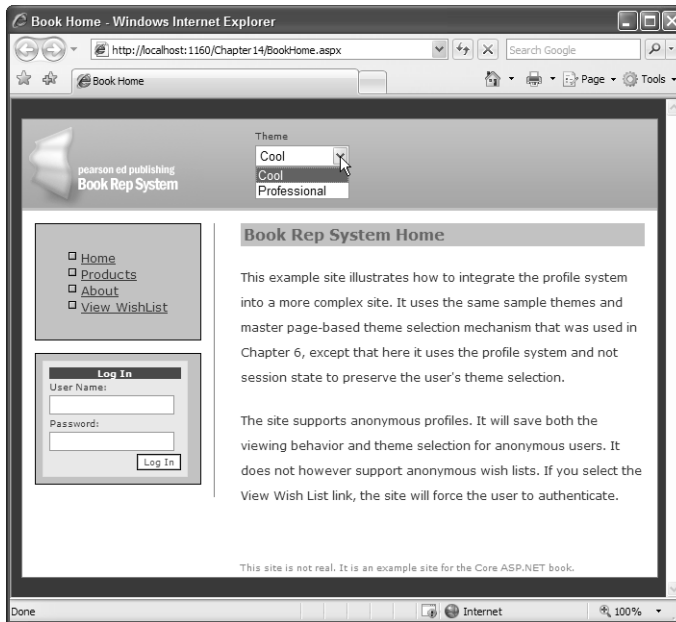 Book Home - Windows Internet Explorer
http://localhost:1160/Chapter14/BookHome.aspx
Search Google
Book Home
Page
Tools
Theme
Cool
Cool
Professional
pearson ed publishing
Book Rep System
Home
Products
About
View WishList
Log In
User Name:
Password:
Log In
Book Rep System Home
This example site illustrates how to integrate the profile system
into a more complex site. It uses the same sample themes and
master page-based theme selection mechanism that was used in
Chapter 6, except that here it uses the profile system and not
session state to preserve the user's theme selection.
The site supports anonymous profiles. It will save both the
viewing behavior and theme selection for anonymous users. It
does not however support anonymous wish lists. If you select the
View Wish List link, the site will force the user to authenticate.
This site is not real. It is an example site for the Core ASP.NET book.
Done
Internet
100%